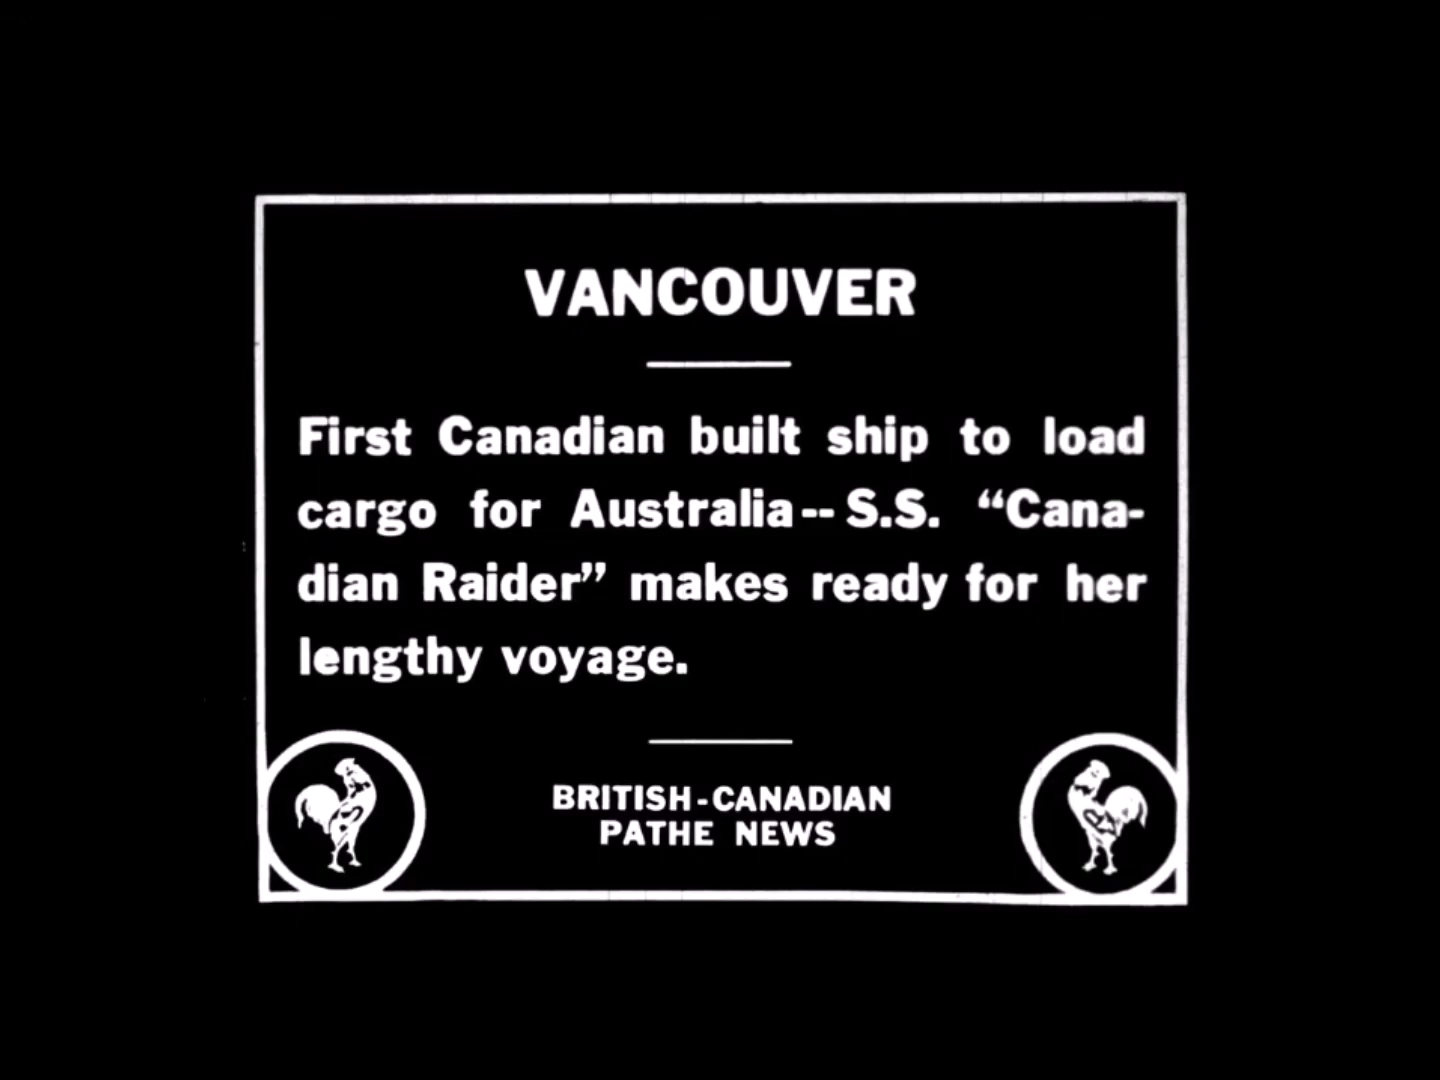 VANCOUVER
First Canadian built ship to load
cargo for Australia -- S.S. “Cana-
dian Raider” makes ready for her
lengthy voyage.
BRITISH-CANADIAN
PATHE NEWS